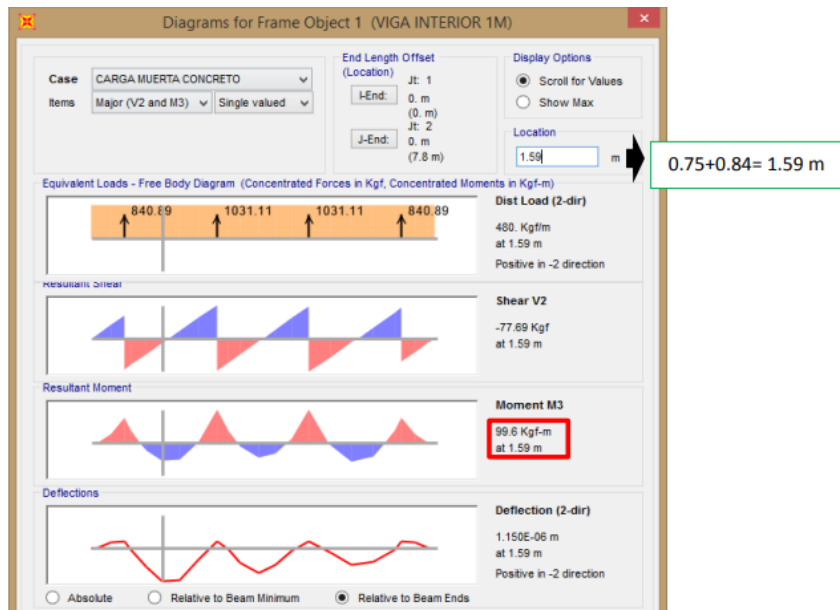 Diagrams for Frame Object 1 (VIGA INTERIOR 1M)
Case CARGA MUERTA CONCRETO
Items Major (V2 and M3) Single valued
End Length Offset
(Location)
Jt: 1
I-End: 0. m
(0. m)
Jt: 2
J-End: 0. m
(7.8 m)
Display Options
Scroll for Values
Show Max
Location
1.59 m
0.75+0.84= 1.59 m
Equivalent Loads - Free Body Diagram (Concentrated Forces in Kgf, Concentrated Moments in Kgf-m)
840.89 1031.11 1031.11 840.89
Dist Load (2-dir)
480. Kgf/m
at 1.59 m
Positive in -2 direction
Resultant Shear
Shear V2
-77.69 Kgf
at 1.59 m
Resultant Moment
Moment M3
99.6 Kgf-m
at 1.59 m
Deflections
Deflection (2-dir)
1.150E-06 m
at 1.59 m
Positive in -2 direction
Absolute Relative to Beam Minimum Relative to Beam Ends